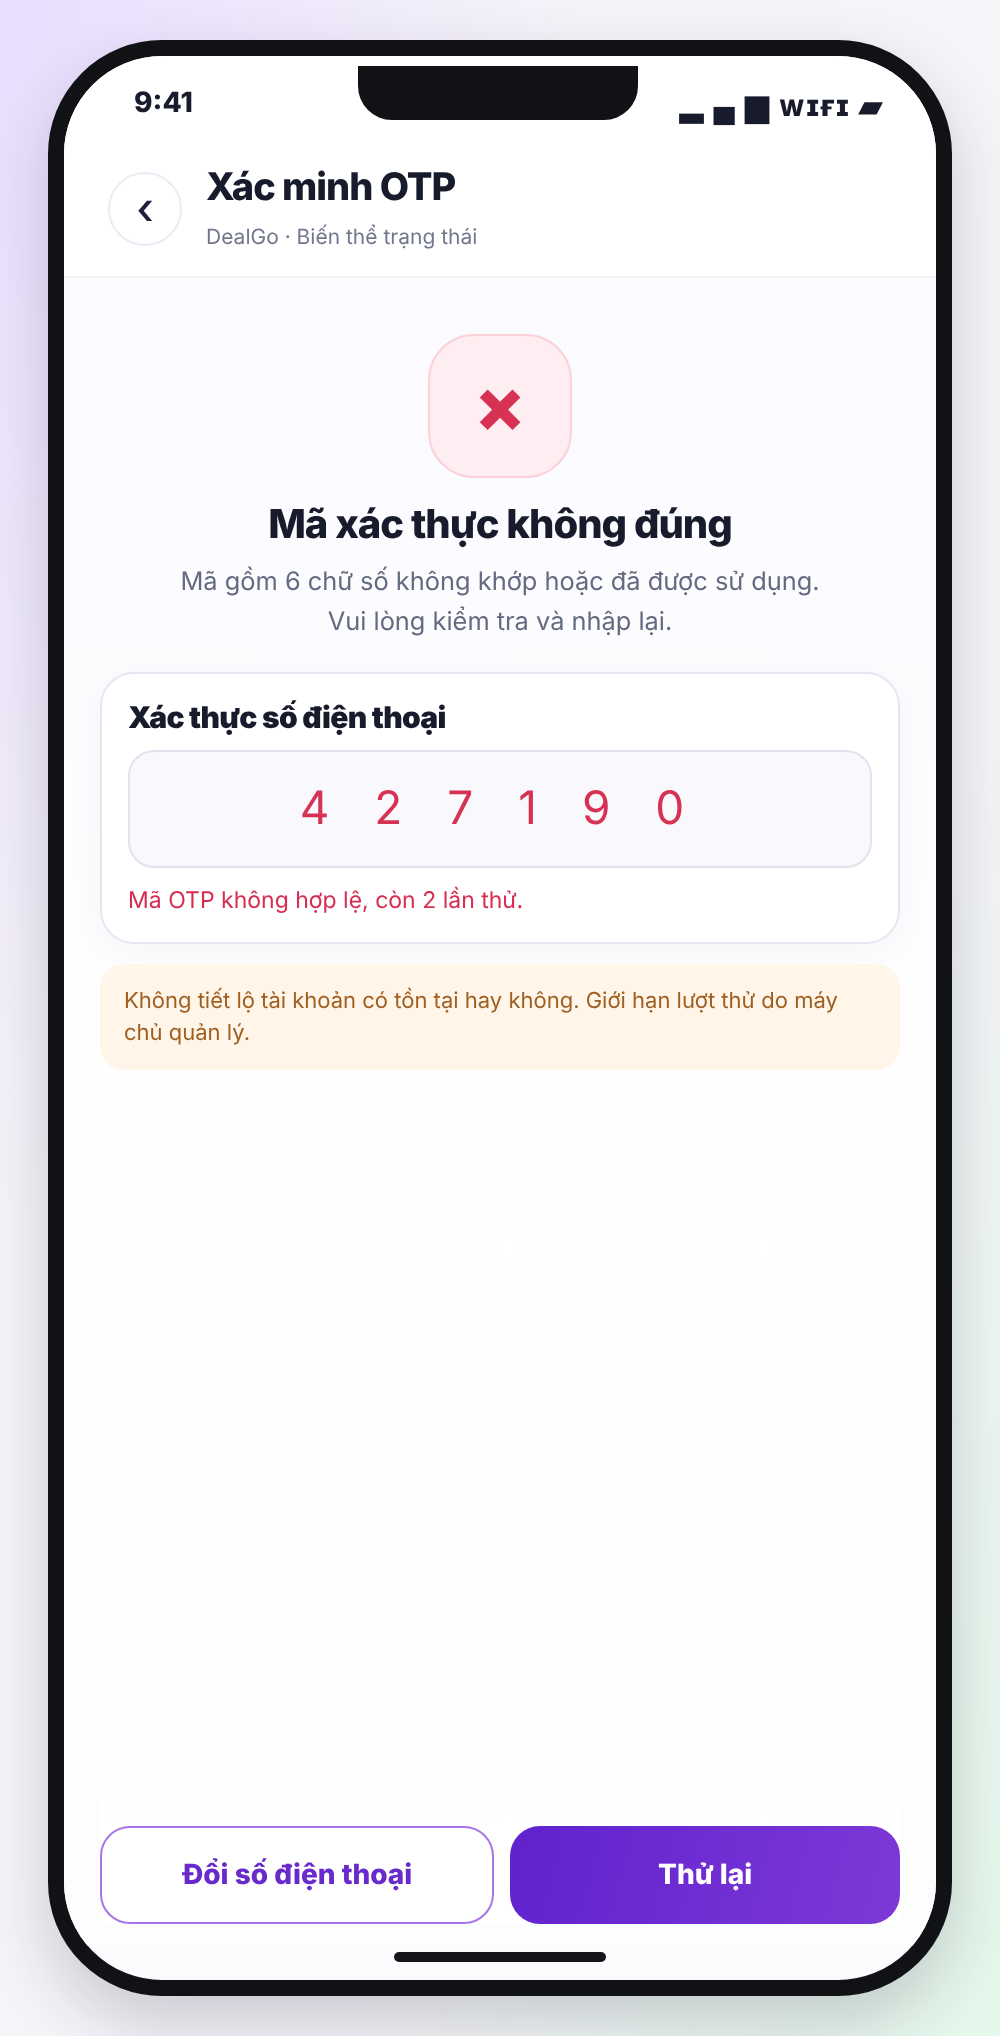 9:41
WIFI
Xác minh OTP
DealGo · Biến thể trạng thái
Mã xác thực không đúng
Mã gồm 6 chữ số không khớp hoặc đã được sử dụng.
Vui lòng kiểm tra và nhập lại.
Xác thực số điện thoại
4 2 7 1 9 0
Mã OTP không hợp lệ, còn 2 lần thử.
Không tiết lộ tài khoản có tồn tại hay không. Giới hạn lượt thử do máy
chủ quản lý.
Đổi số điện thoại
Thử lại